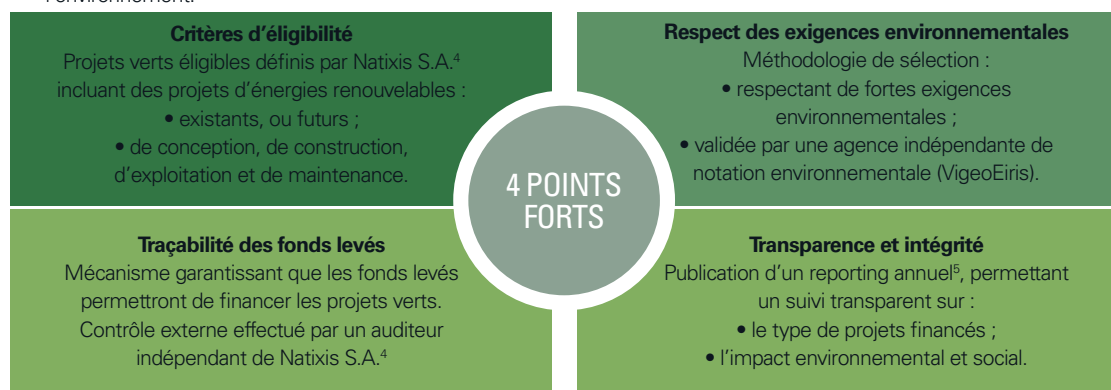 l'environnement.
Critères d'éligibilité
Projets verts éligibles définis par Natixis S.A.⁴
incluant des projets d'énergies renouvelables :
• existants, ou futurs ;
• de conception, de construction,
d'exploitation et de maintenance.
Respect des exigences environnementales
Méthodologie de sélection :
• respectant de fortes exigences
environnementales ;
• validée par une agence indépendante de
notation environnementale (VigeoEiris).
4 POINTS
FORTS
Traçabilité des fonds levés
Mécanisme garantissant que les fonds levés
permettront de financer les projets verts.
Contrôle externe effectué par un auditeur
indépendant de Natixis S.A.⁴
Transparence et intégrité
Publication d'un reporting annuel⁵, permettant
un suivi transparent sur :
• le type de projets financés ;
• l'impact environnemental et social.